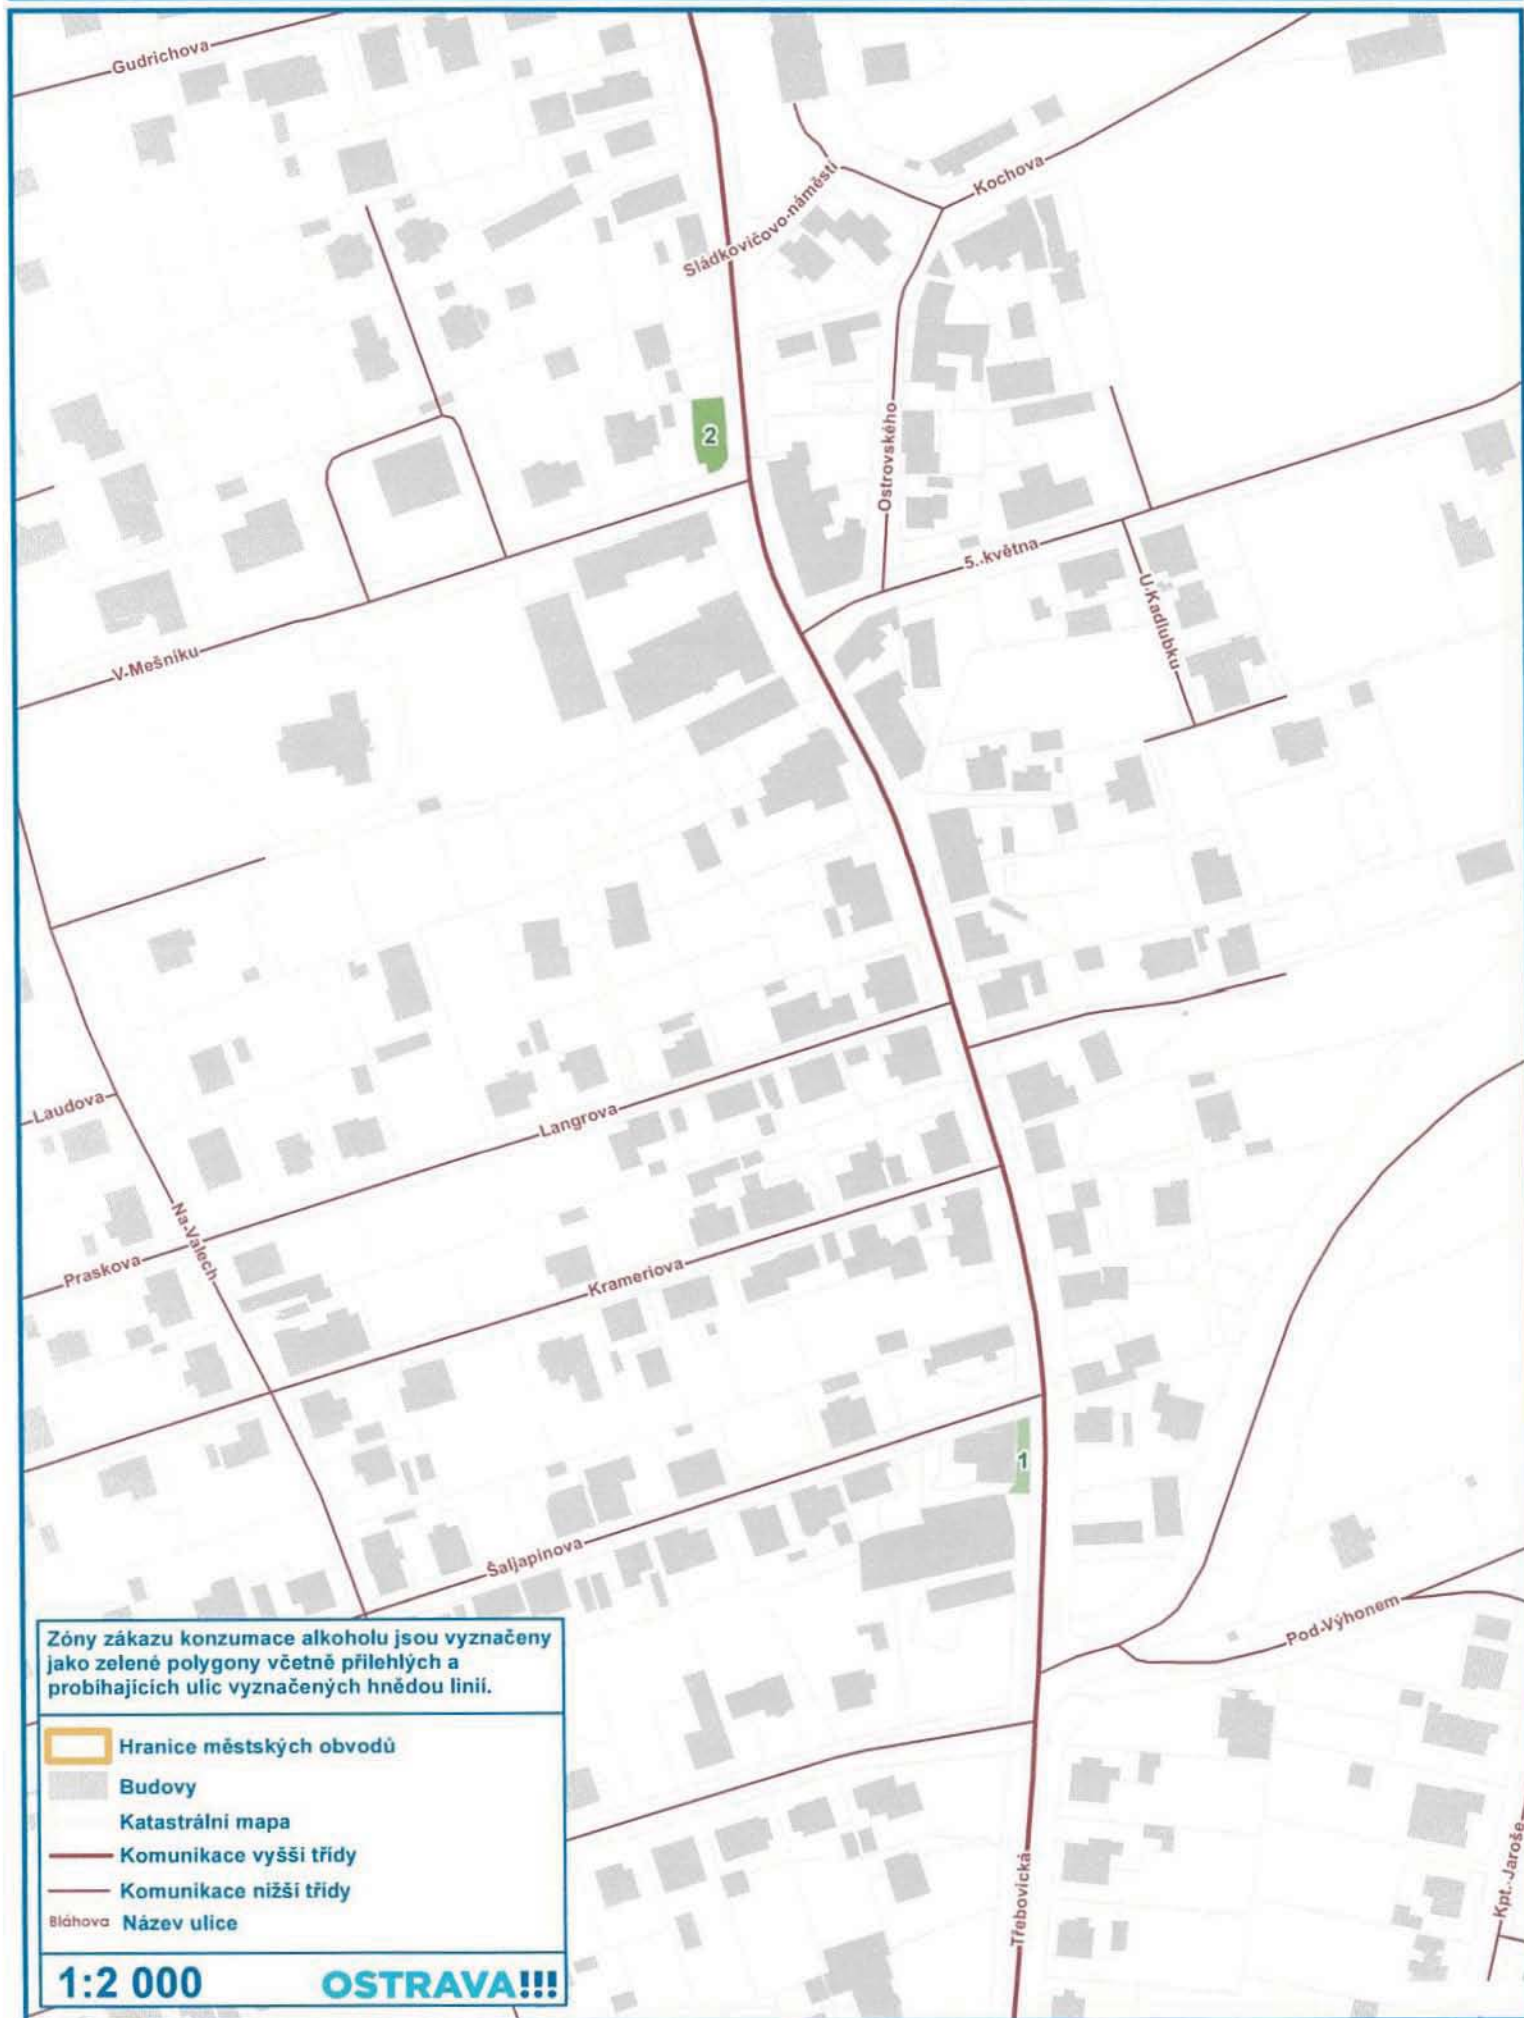 Gudrichova
Kochova
Sládkovičovo náměstí
2
Ostrovského
5. května
U Kadlubku
V Mešníku
Laudova
Langrova
Na Valech
Praskova
Krameriova
1
Šaljapinova
Pod Výhonem
Třebovická
Kpt. Jaroše
Zóny zákazu konzumace alkoholu jsou vyznačeny
jako zelené polygony včetně přilehlých a
probíhajících ulic vyznačených hnědou linií.
Hranice městských obvodů
Budovy
Katastrální mapa
Komunikace vyšší třídy
Komunikace nižší třídy
Bláhova Název ulice
1:2 000 OSTRAVA!!!